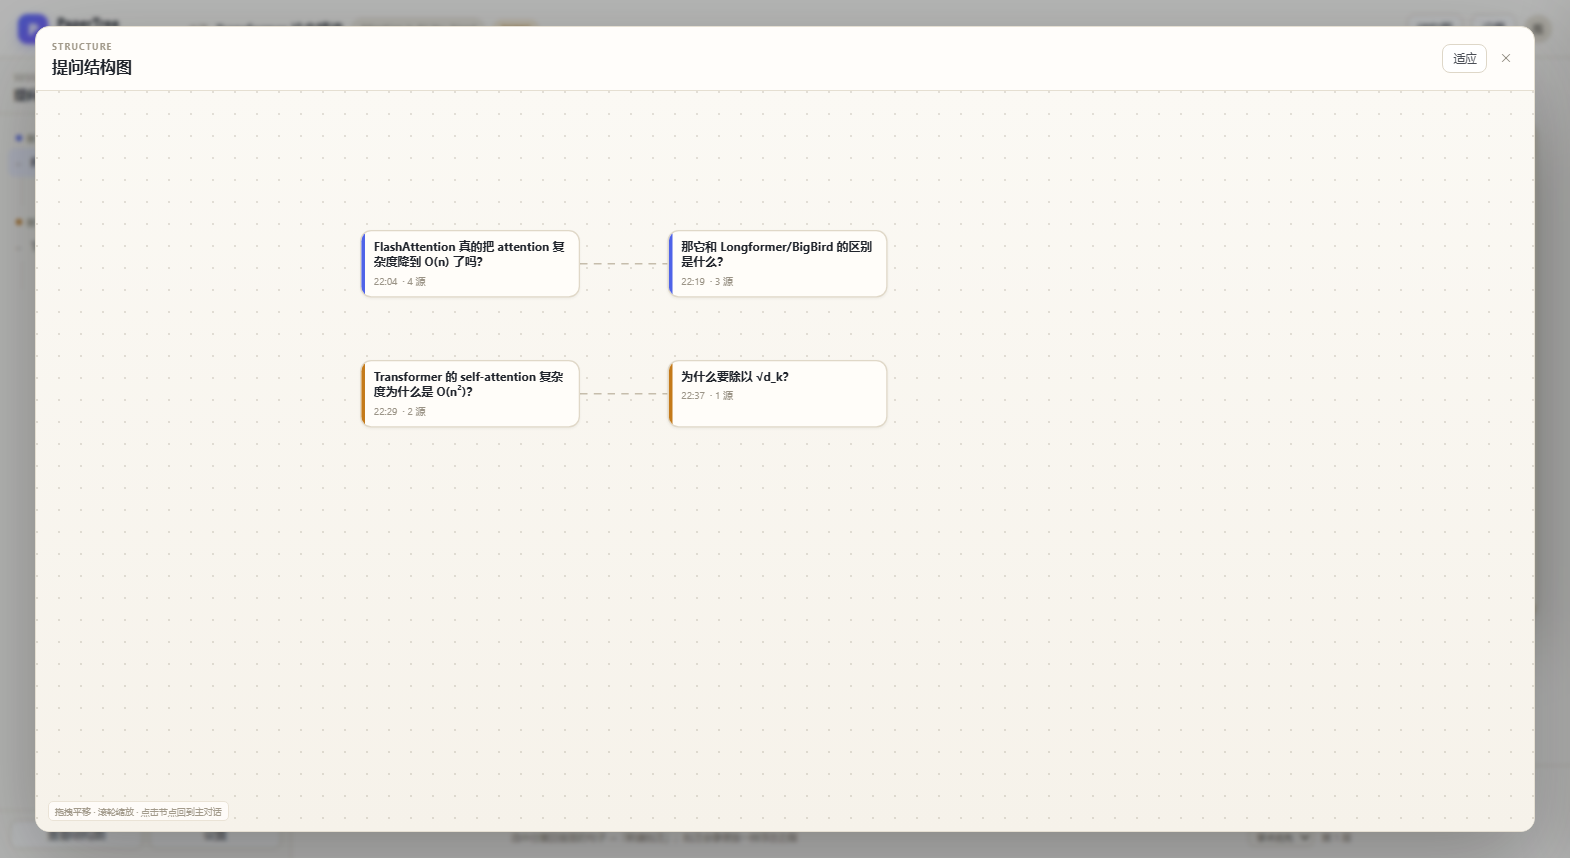 STRUCTURE
提问结构图
适应
FlashAttention 真的把 attention 复
杂度降到 O(n) 了吗?
22:04 · 4 源
那它和 Longformer/BigBird 的区别
是什么?
22:19 · 3 源
Transformer 的 self-attention 复杂
度为什么是 O(n²)?
22:29 · 2 源
为什么要除以 √d_k?
22:37 · 1 源
拖拽平移 · 滚轮缩放 · 点击节点回到主对话